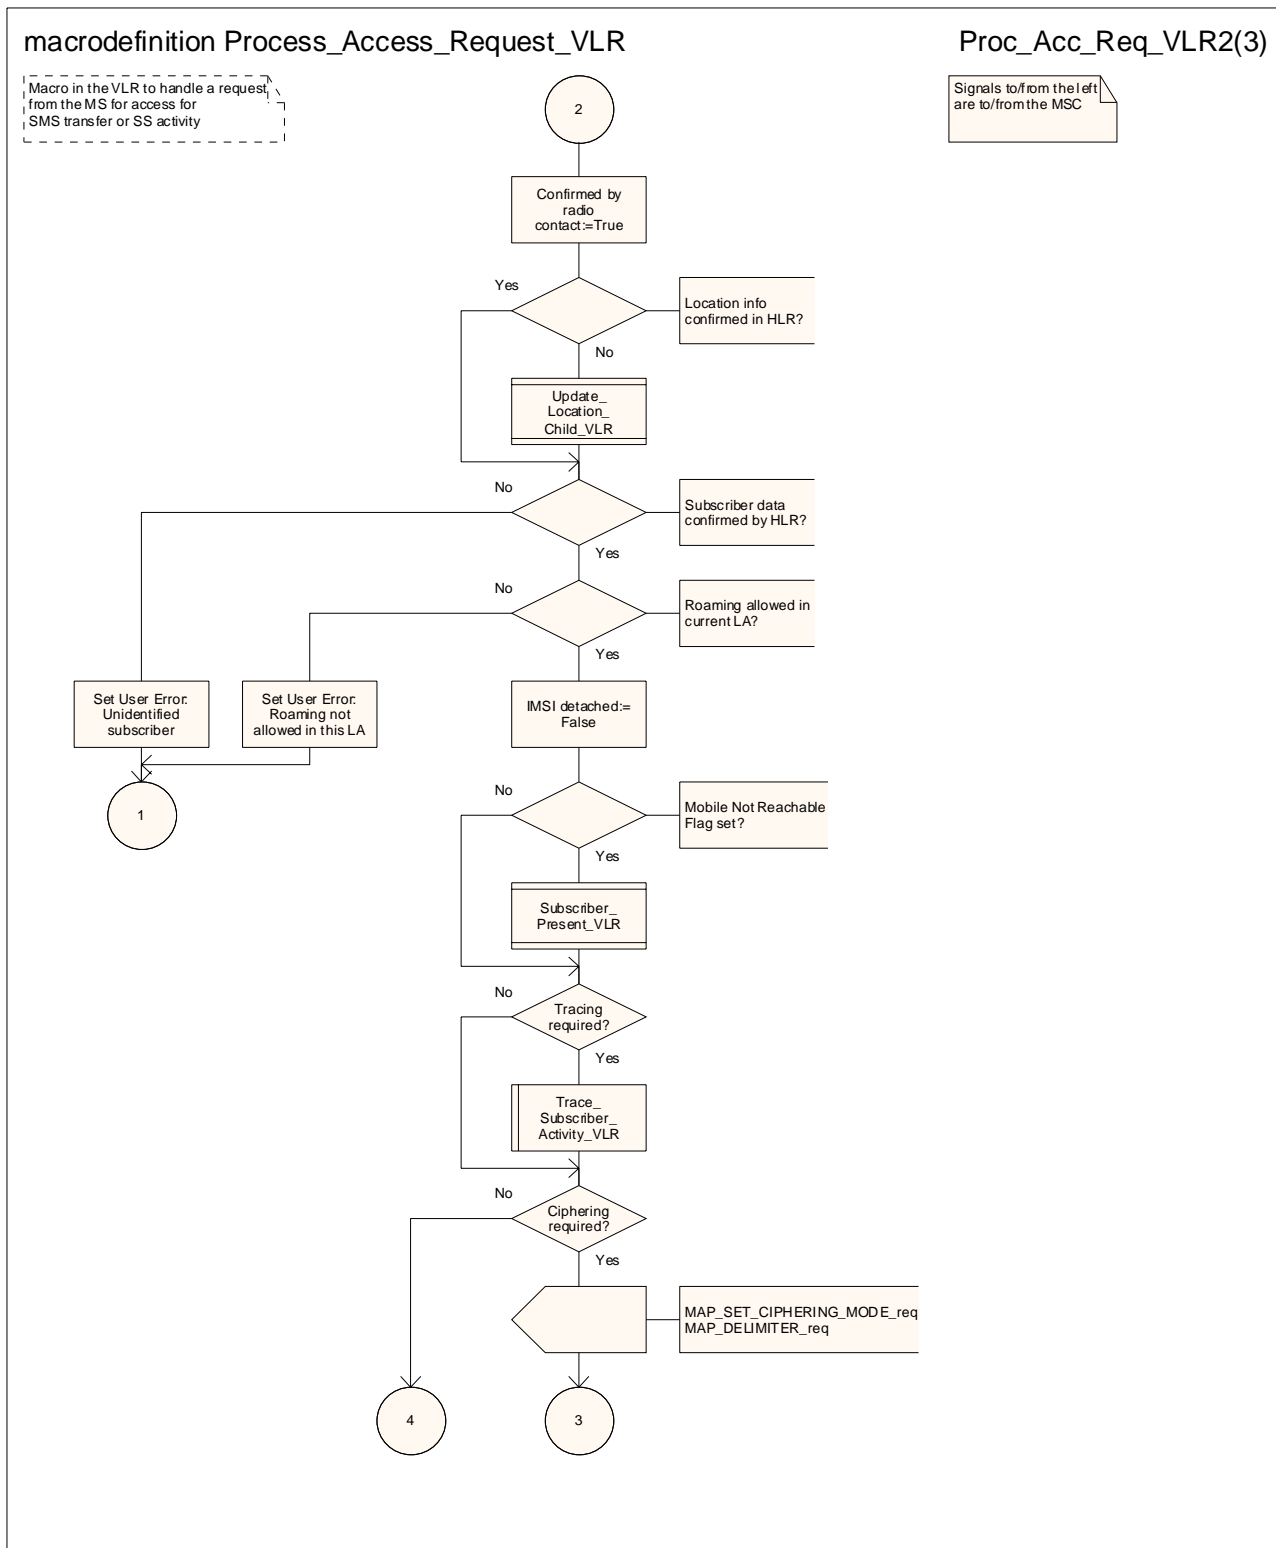 macrodefinition Process_Access_Request_VLR
Proc_Acc_Req_VLR2(3)
Macro in the VLR to handle a request
from the MS for access for
SMS transfer or SS activity
2
Signals to/from the left
are to/from the MSC
Confirmed by
radio
contact:=True
Yes
Location info
confirmed in HLR?
No
Update_
Location_
Child_VLR
No
Subscriber data
confirmed by HLR?
Yes
No
Roaming allowed in
current LA?
Yes
Set User Error:
Unidentified
subscriber
Set User Error:
Roaming not
allowed in this LA
IMSI detached:=
False
No
1
Mobile Not Reachable
Flag set?
Yes
Subscriber_
Present_VLR
No
Tracing
required?
Yes
Trace_
Subscriber_
Activity_VLR
No
Ciphering
required?
Yes
MAP_SET_CIPHERING_MODE_req
MAP_DELIMITER_req
4
3